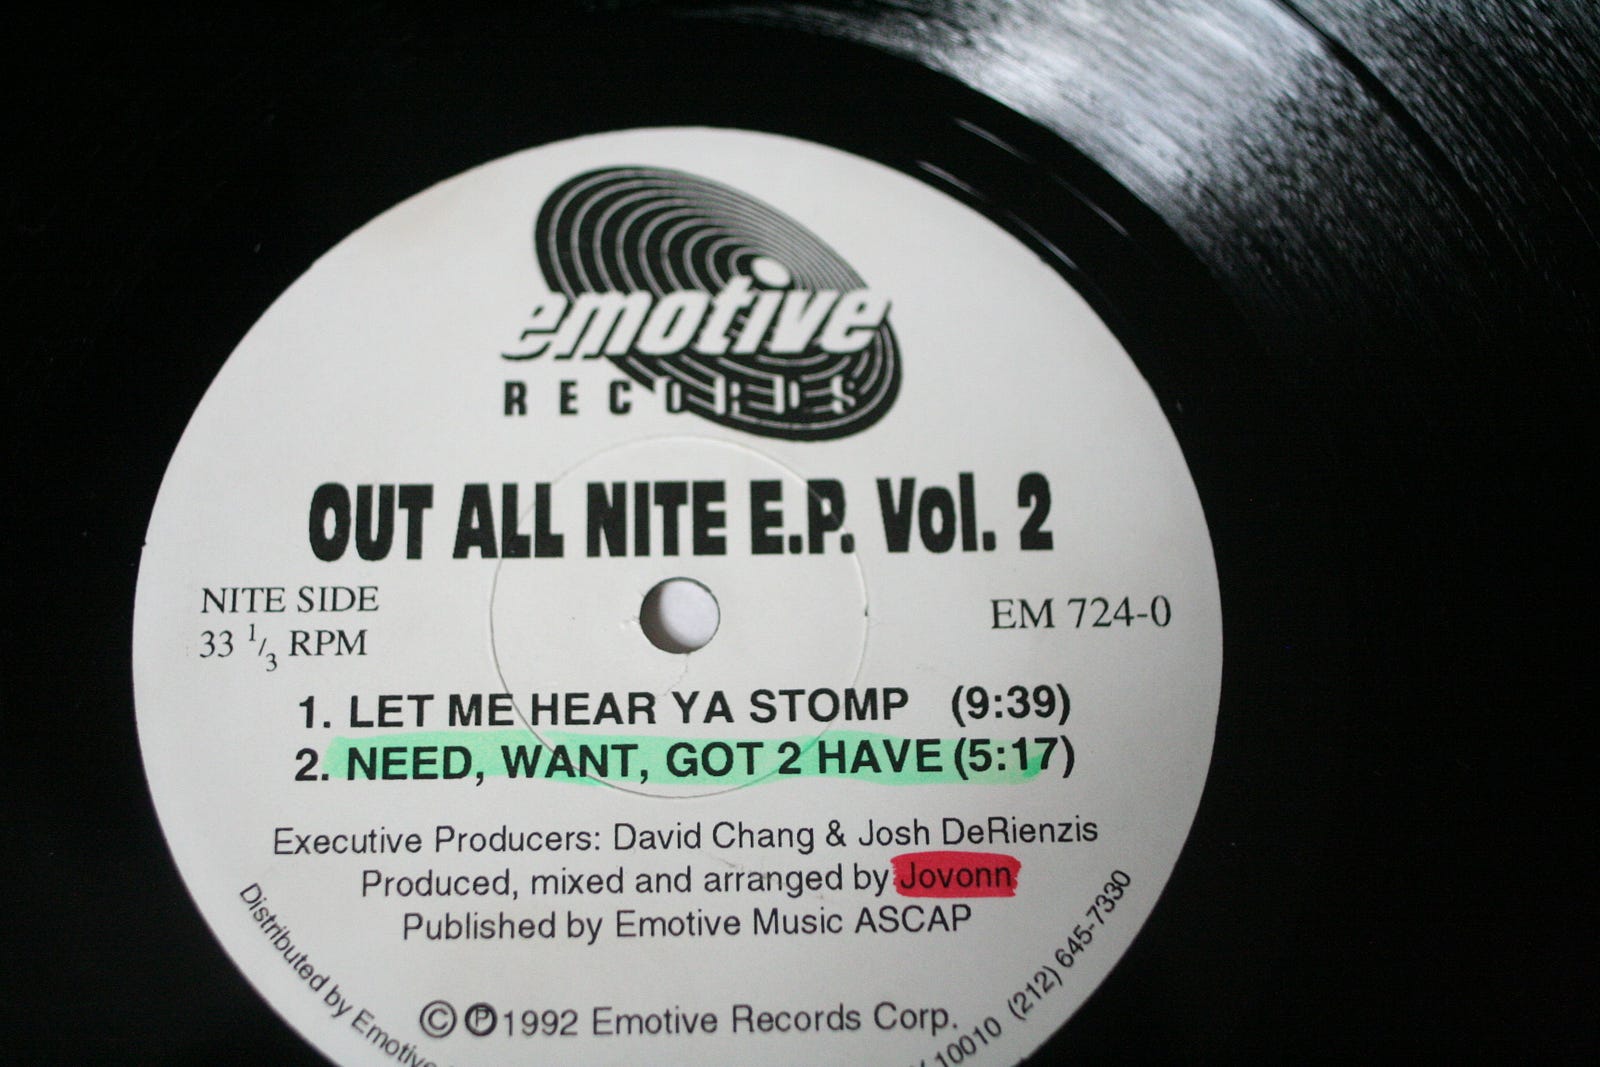 emotive
RECORDS
OUT ALL NITE E.P. Vol. 2
NITE SIDE
33 1/3 RPM
EM 724-0
1. LET ME HEAR YA STOMP (9:39)
2. NEED, WANT, GOT 2 HAVE (5:17)
Executive Producers: David Chang & Josh DeRienzis
Produced, mixed and arranged by Jovonn
Published by Emotive Music ASCAP
© ℗ 1992 Emotive Records Corp.
Distributed by Emotive
10010 (212) 645-7330